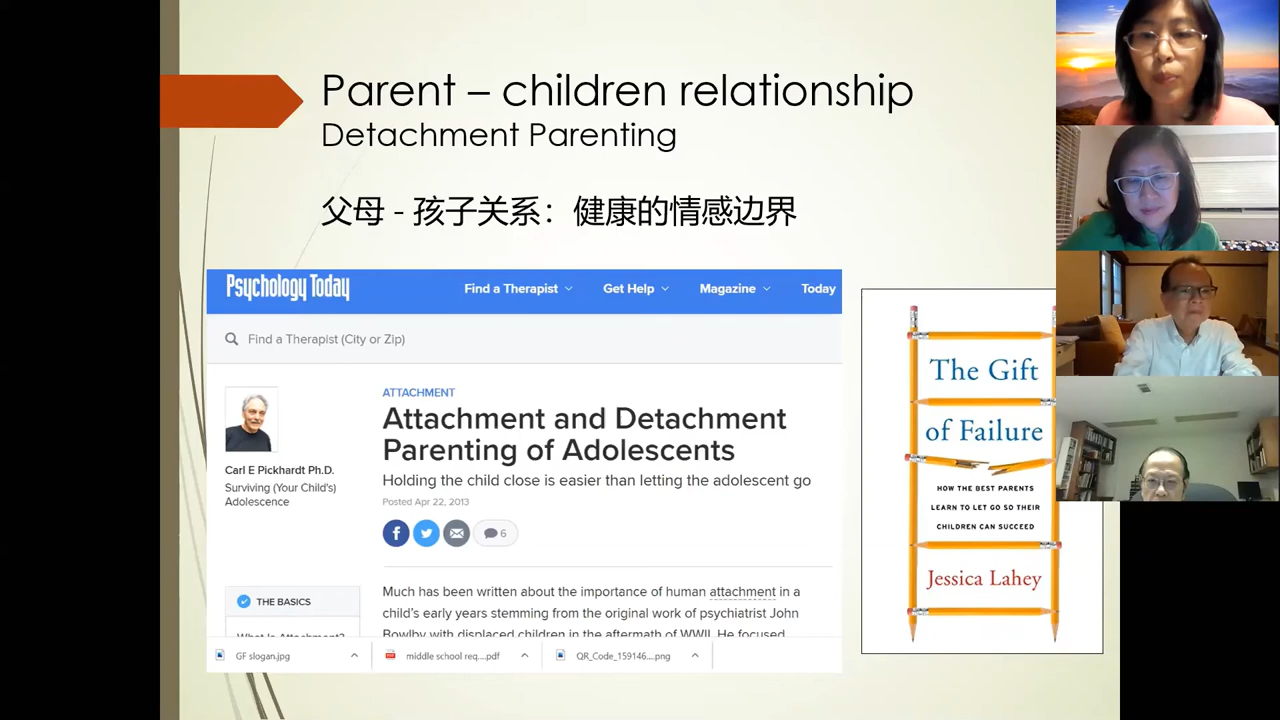 Parent – children relationship
Detachment Parenting
父母 - 孩子关系：健康的情感边界
Psychology Today
Find a Therapist
Get Help
Magazine
Today
Find a Therapist (City or Zip)
ATTACHMENT
Attachment and Detachment
Parenting of Adolescents
Holding the child close is easier than letting the adolescent go
Posted Apr 22, 2013
6
Carl E Pickhardt Ph.D.
Surviving (Your Child's)
Adolescence
THE BASICS
What Is Attachment?
Much has been written about the importance of human attachment in a
child's early years stemming from the original work of psychiatrist John
Bowlby with displaced children in the aftermath of WWII. He focused
GF slogan.jpg
middle school req....pdf
QR_Code_159146....png
The Gift
of Failure
HOW THE BEST PARENTS
LEARN TO LET GO SO THEIR
CHILDREN CAN SUCCEED
Jessica Lahey